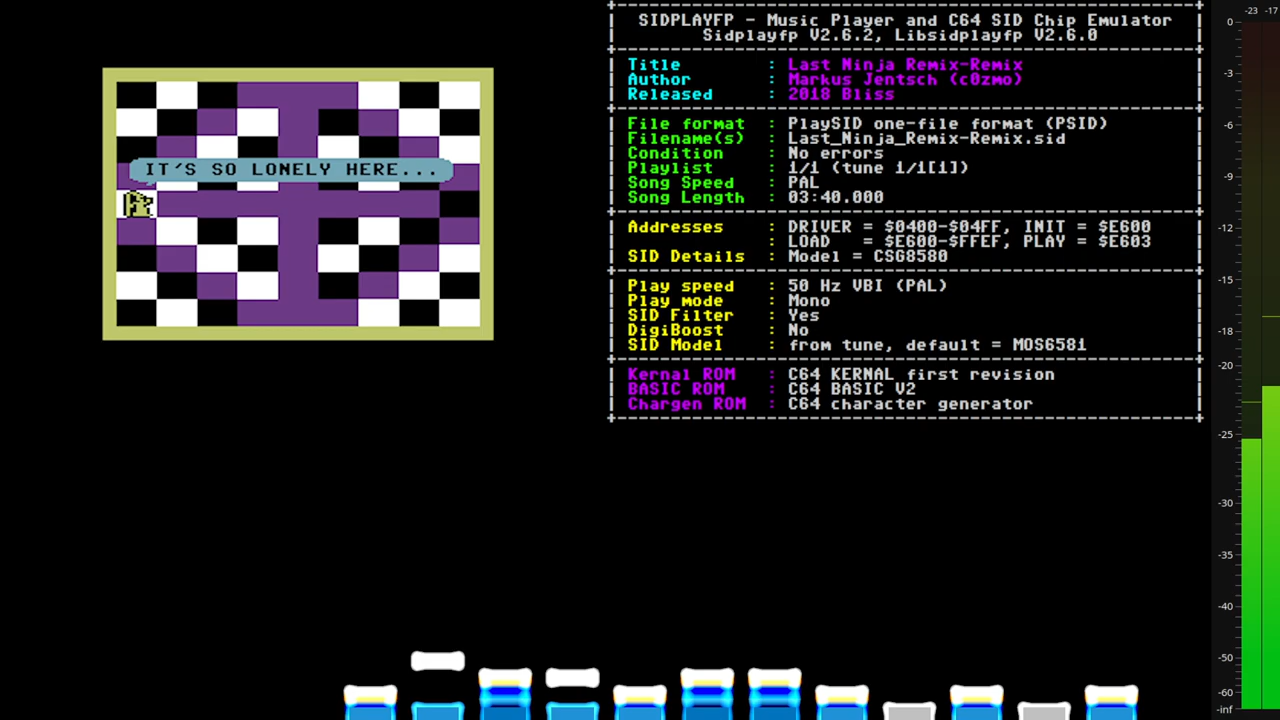 IT'S SO LONELY HERE...
SIDPLAYFP - Music Player and C64 SID Chip Emulator
Sidplayfp V2.6.2, Libsidplayfp V2.6.0
Title : Last Ninja Remix-Remix
Author : Markus Jentsch (c0zmo)
Released : 2018 Bliss
File format : PlaySID one-file format (PSID)
Filename(s) : Last_Ninja_Remix-Remix.sid
Condition : No errors
Playlist : 1/1 (tune 1/1[1])
Song Speed : PAL
Song Length : 03:40.000
Addresses : DRIVER = $0400-$04FF, INIT = $E600
: LOAD = $E600-$FFEF, PLAY = $E603
SID Details : Model = CSG8580
Play speed : 50 Hz VBI (PAL)
Play mode : Mono
SID Filter : Yes
DigiBoost : No
SID Model : from tune, default = MOS6581
Kernal ROM : C64 KERNAL first revision
BASIC ROM : C64 BASIC V2
Chargen ROM : C64 character generator
-23 -17
0
-3
-6
-9
-12
-15
-18
-20
-25
-30
-35
-40
-50
-60
-inf